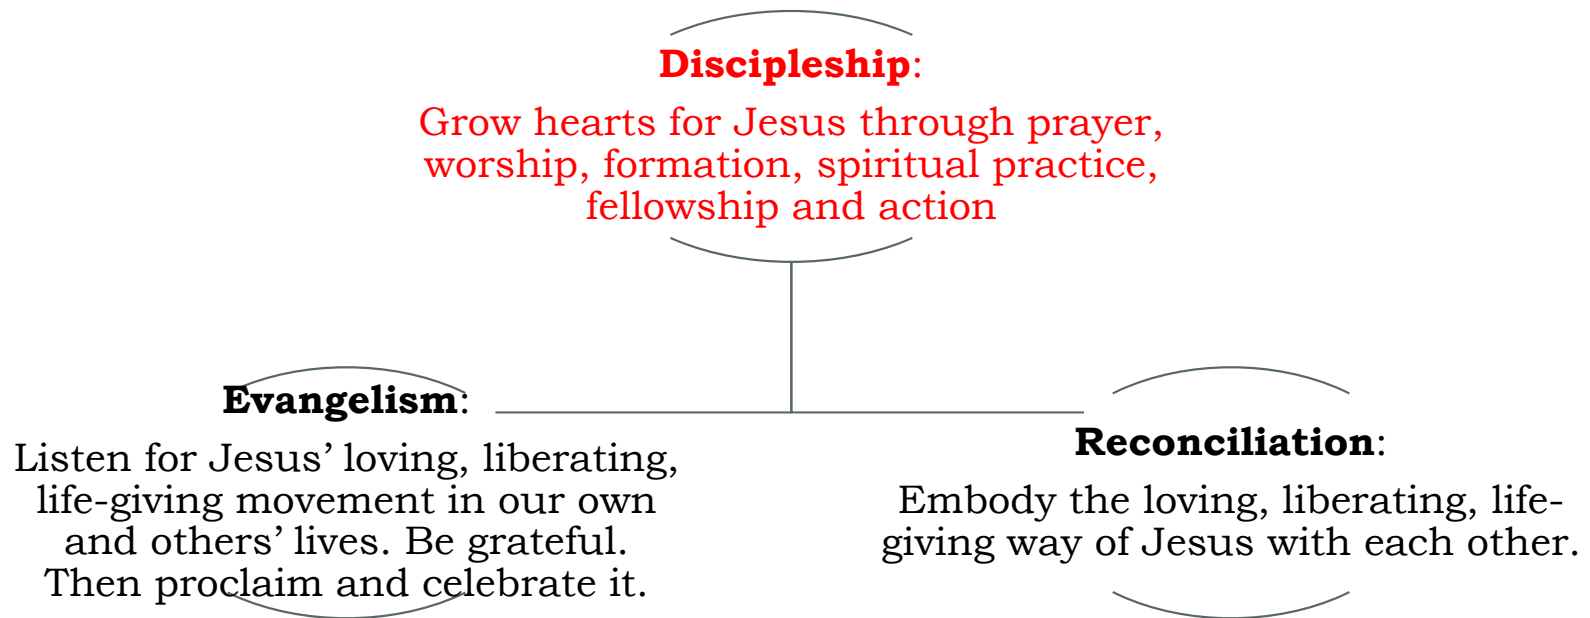 Discipleship:
Grow hearts for Jesus through prayer,
worship, formation, spiritual practice,
fellowship and action
Evangelism:
Listen for Jesus’ loving, liberating,
life-giving movement in our own
and others’ lives. Be grateful.
Then proclaim and celebrate it.
Reconciliation:
Embody the loving, liberating, life-
giving way of Jesus with each other.